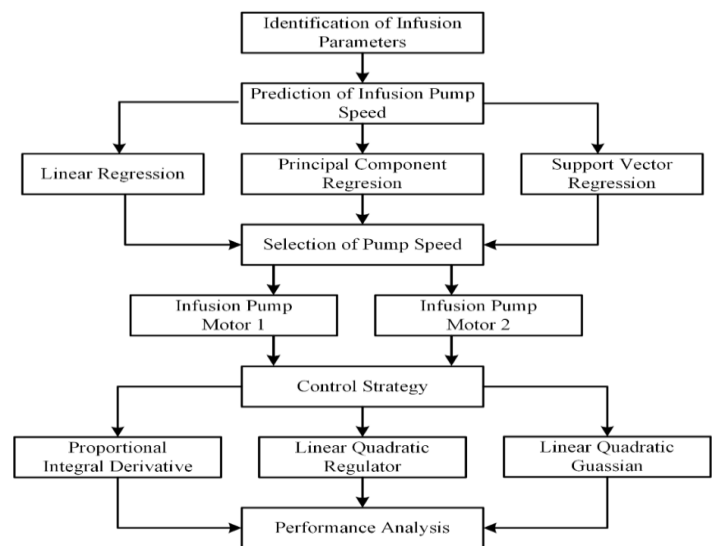 Identification of Infusion
Parameters
Prediction of Infusion Pump
Speed
Linear Regression
Principal Component
Regresion
Support Vector
Regression
Selection of Pump Speed
Infusion Pump
Motor 1
Infusion Pump
Motor 2
Control Strategy
Proportional
Integral Derivative
Linear Quadratic
Regulator
Linear Quadratic
Guassian
Performance Analysis